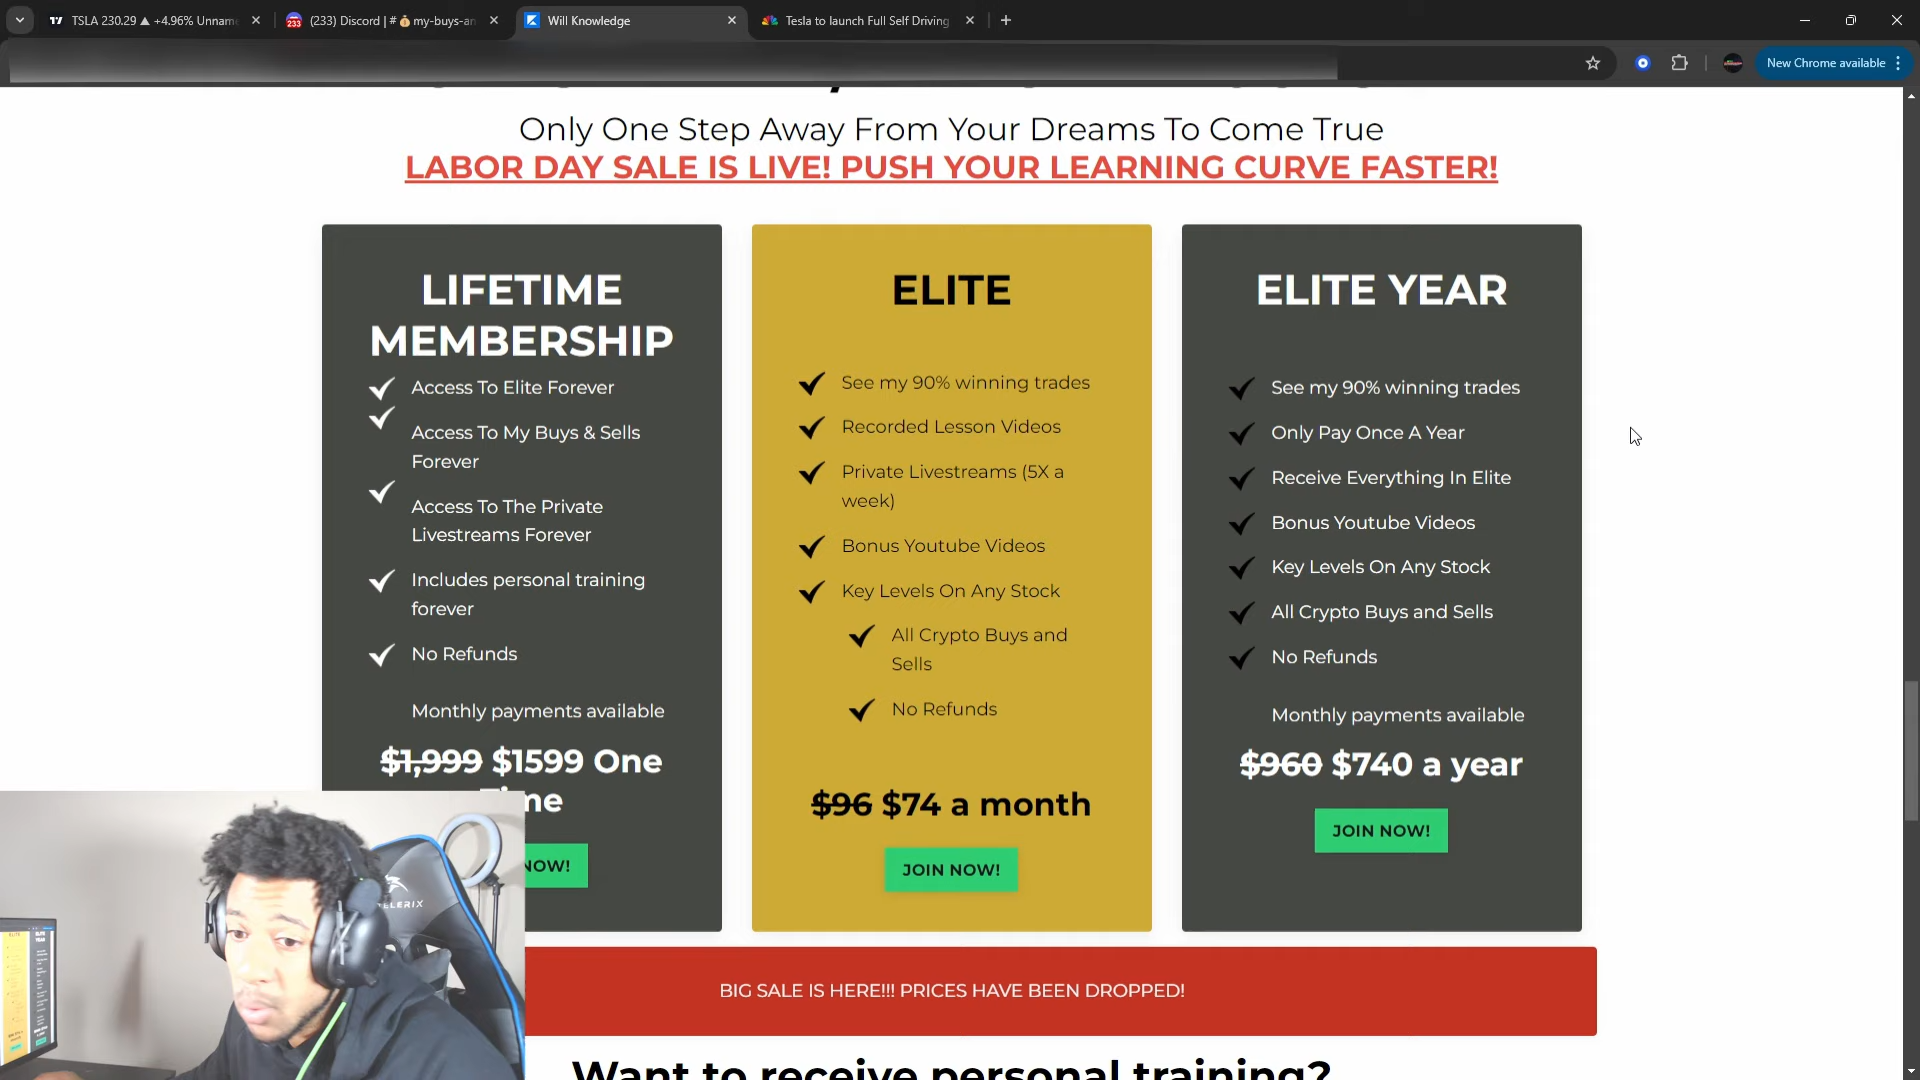 TSLA 230.29 ▲ +4.96% Unnam
(233) Discord | # 💰my-buys-an
Will Knowledge
Tesla to launch Full Self Driving
New Chrome available
Only One Step Away From Your Dreams To Come True
LABOR DAY SALE IS LIVE! PUSH YOUR LEARNING CURVE FASTER!
LIFETIME
MEMBERSHIP
Access To Elite Forever
Access To My Buys & Sells
Forever
Access To The Private
Livestreams Forever
Includes personal training
forever
No Refunds
Monthly payments available
$1,999 $1599 One
NOW!
ELITE
See my 90% winning trades
Recorded Lesson Videos
Private Livestreams (5X a
week)
Bonus Youtube Videos
Key Levels On Any Stock
All Crypto Buys and
Sells
No Refunds
$96 $74 a month
JOIN NOW!
ELITE YEAR
See my 90% winning trades
Only Pay Once A Year
Receive Everything In Elite
Bonus Youtube Videos
Key Levels On Any Stock
All Crypto Buys and Sells
No Refunds
Monthly payments available
$960 $740 a year
JOIN NOW!
BIG SALE IS HERE!!! PRICES HAVE BEEN DROPPED!
Want to receive personal training?